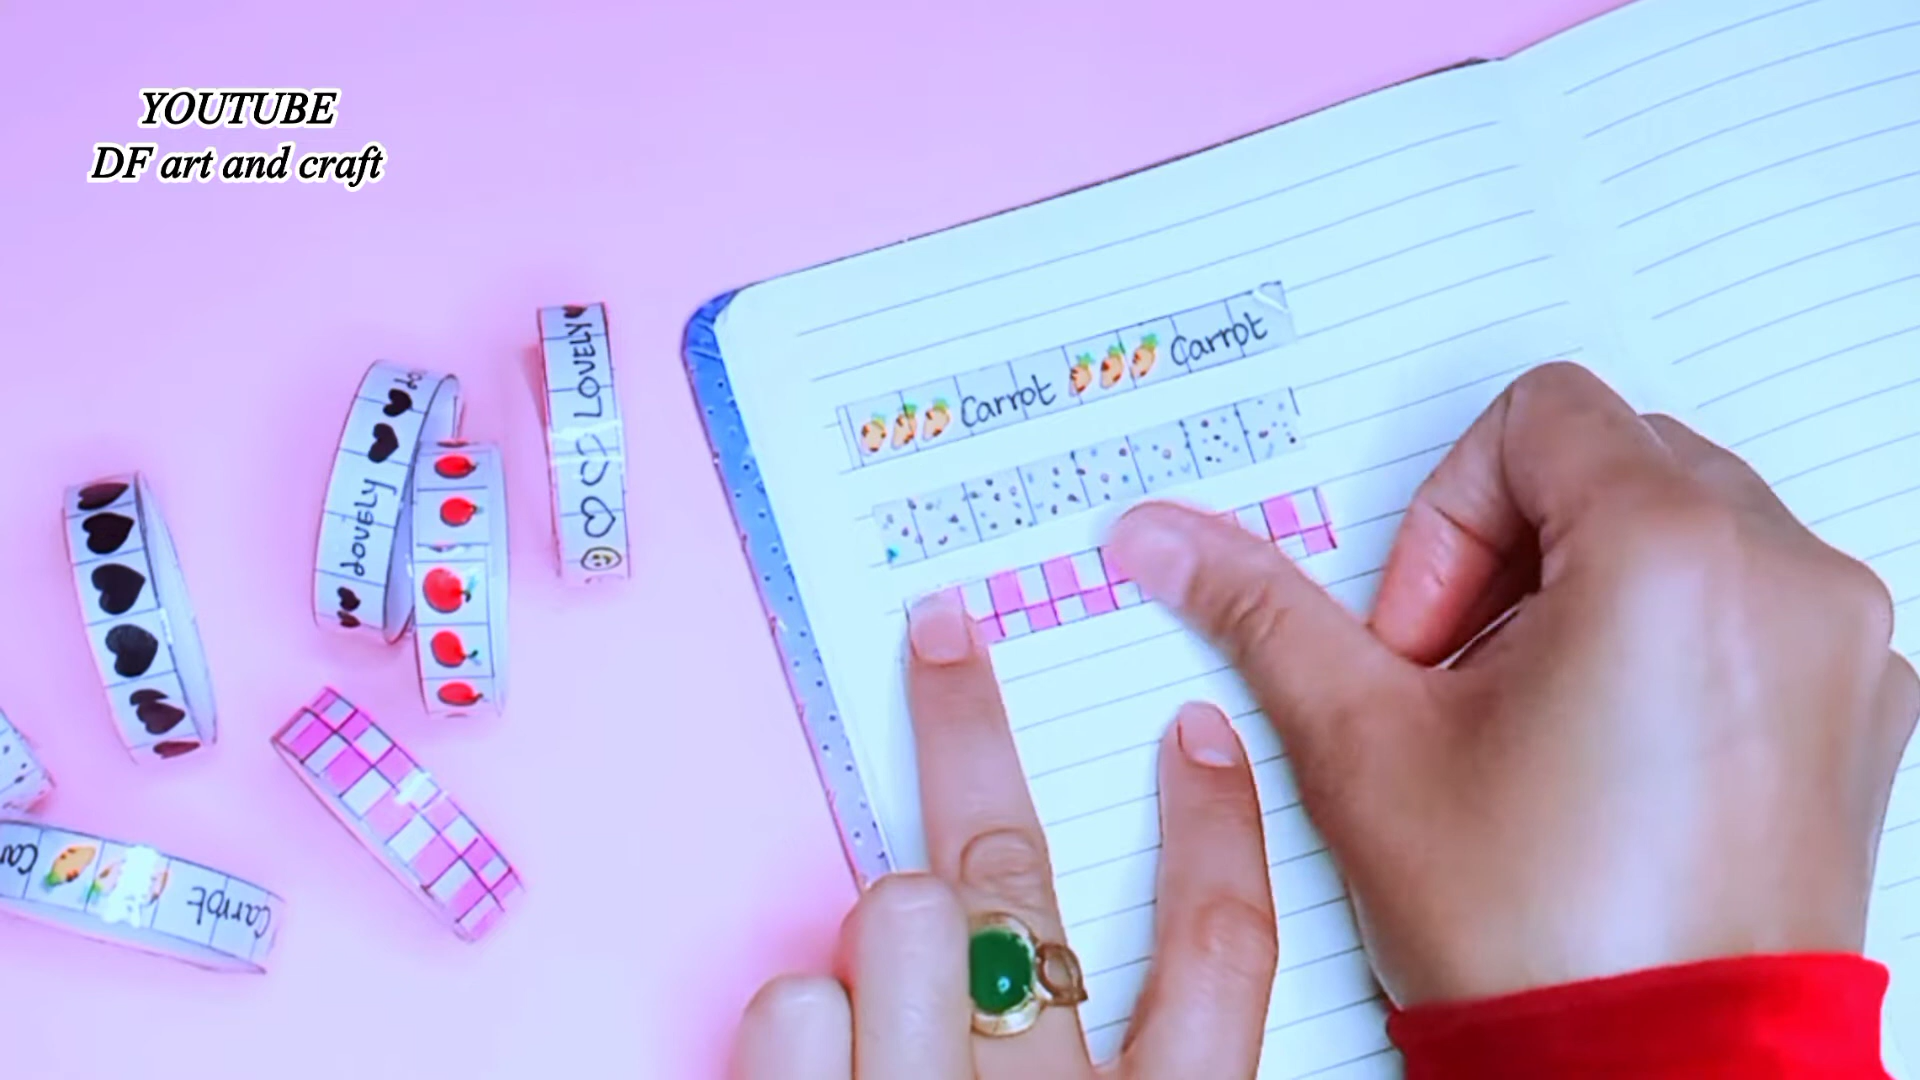 YOUTUBE
DF art and craft
LOVELY
LOVELY
Carrot Carrot
Carrot